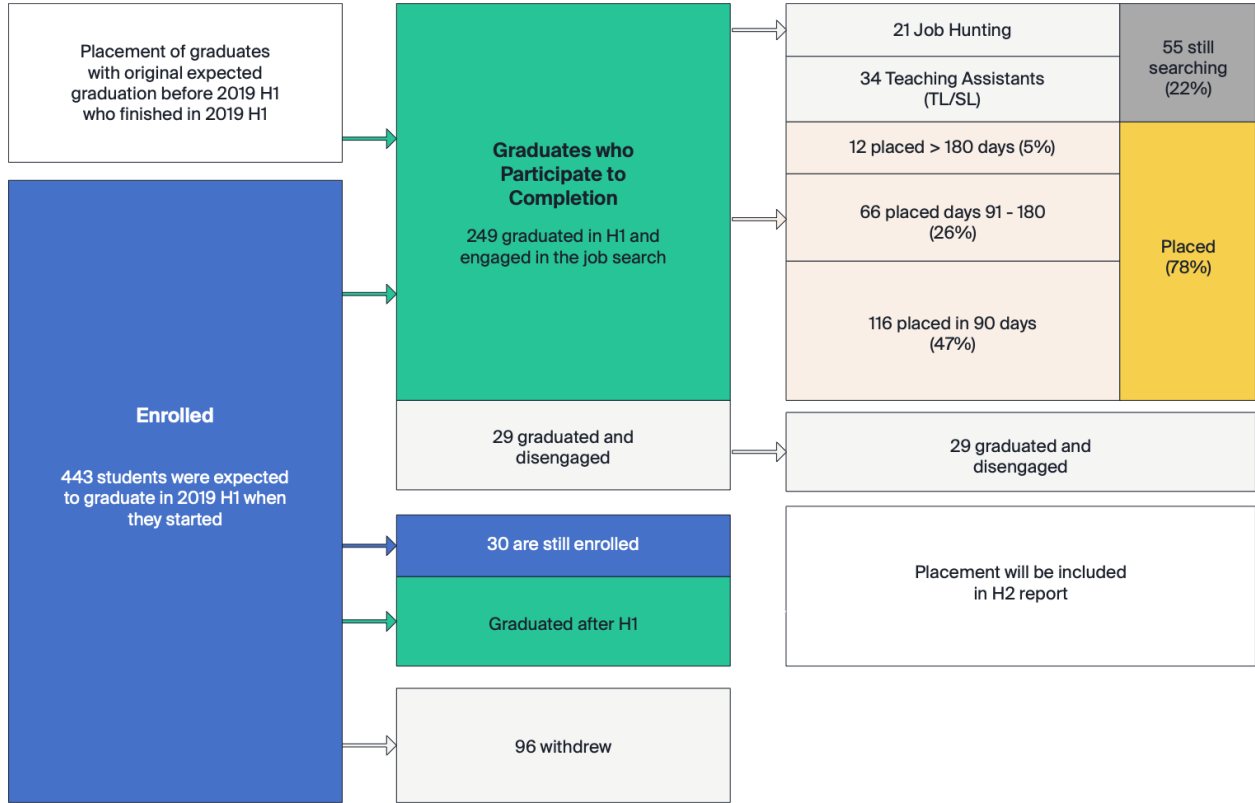 Placement of graduates
with original expected
graduation before 2019 H1
who finished in 2019 H1
Enrolled
443 students were expected
to graduate in 2019 H1 when
they started
Graduates who
Participate to
Completion
249 graduated in H1 and
engaged in the job search
29 graduated and
disengaged
30 are still enrolled
Graduated after H1
96 withdrew
21 Job Hunting
34 Teaching Assistants
(TL/SL)
55 still
searching
(22%)
12 placed > 180 days (5%)
66 placed days 91 - 180
(26%)
116 placed in 90 days
(47%)
Placed
(78%)
29 graduated and
disengaged
Placement will be included
in H2 report